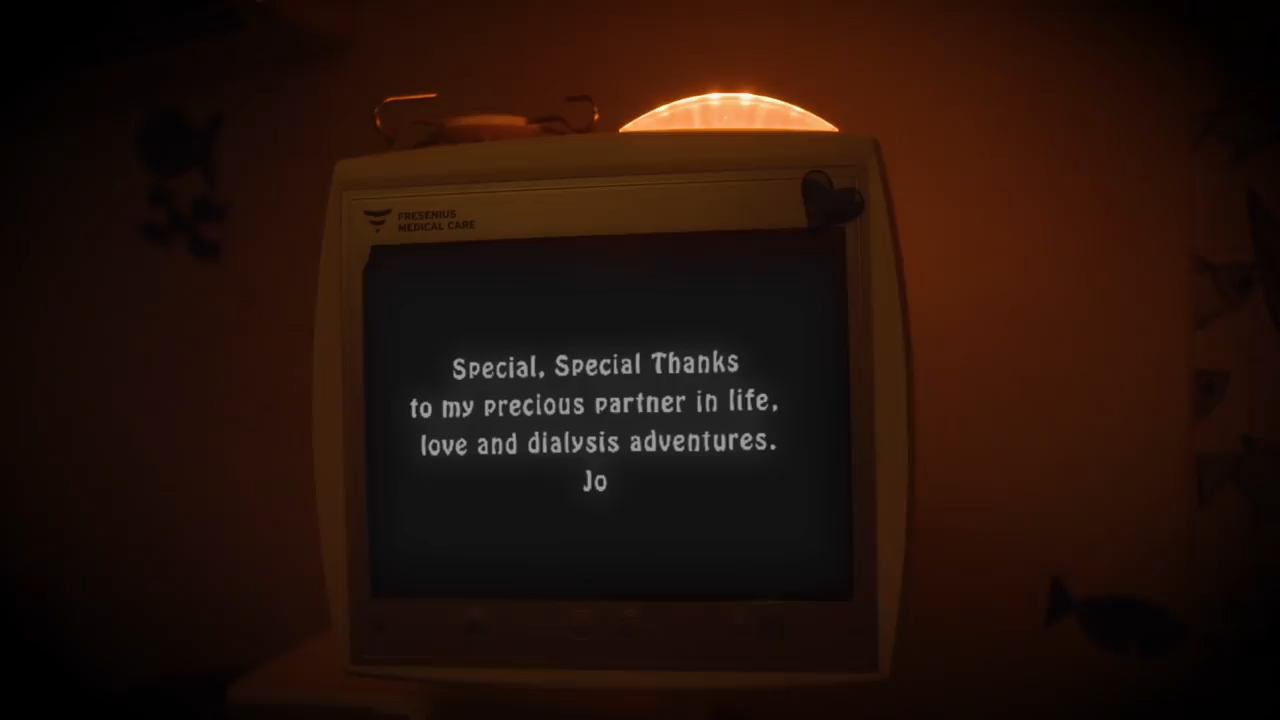 FRESENIUS
MEDICAL CARE
Special, Special Thanks
to my precious partner in life,
love and dialysis adventures.
Jo